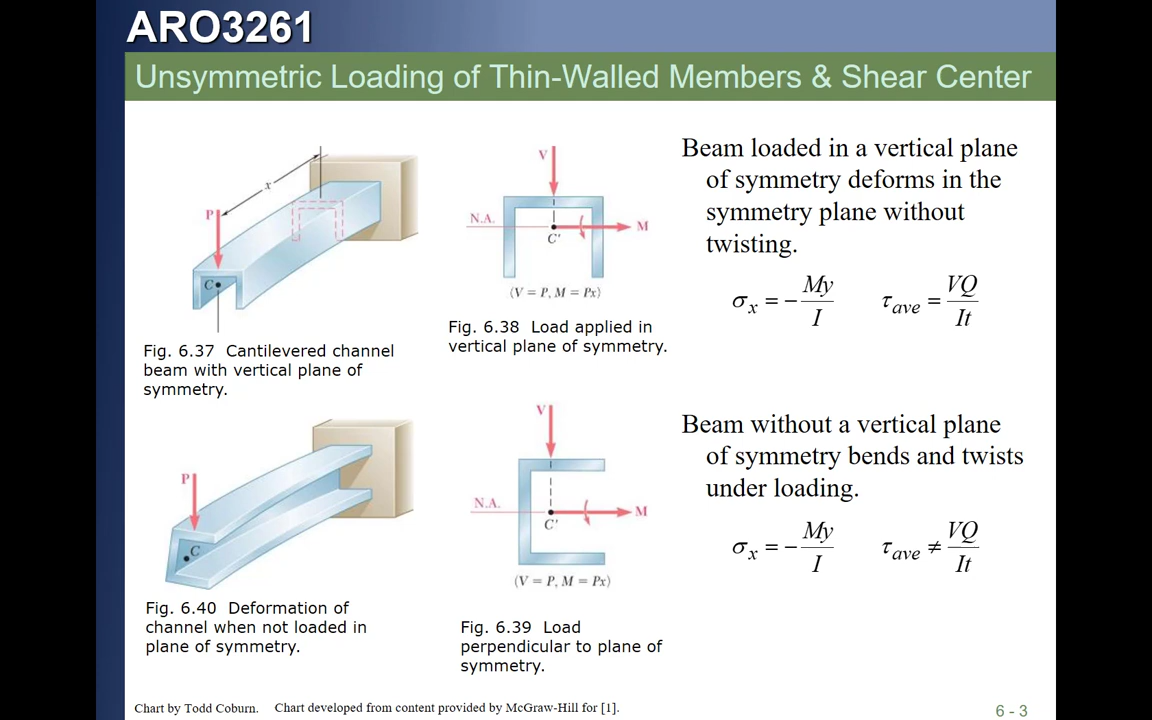 ARO3261
Unsymmetric Loading of Thin-Walled Members & Shear Center
x
P
C
Fig. 6.37 Cantilevered channel
beam with vertical plane of
symmetry.
V
N.A.
M
C'
(V = P, M = Px)
Fig. 6.38 Load applied in
vertical plane of symmetry.
Beam loaded in a vertical plane
of symmetry deforms in the
symmetry plane without
twisting.
σx = − My/I τave = VQ/It
P
C
Fig. 6.40 Deformation of
channel when not loaded in
plane of symmetry.
V
N.A.
M
C'
(V = P, M = Px)
Fig. 6.39 Load
perpendicular to plane of
symmetry.
Beam without a vertical plane
of symmetry bends and twists
under loading.
σx = − My/I τave ≠ VQ/It
Chart by Todd Coburn. Chart developed from content provided by McGraw-Hill for [1].
6 - 3